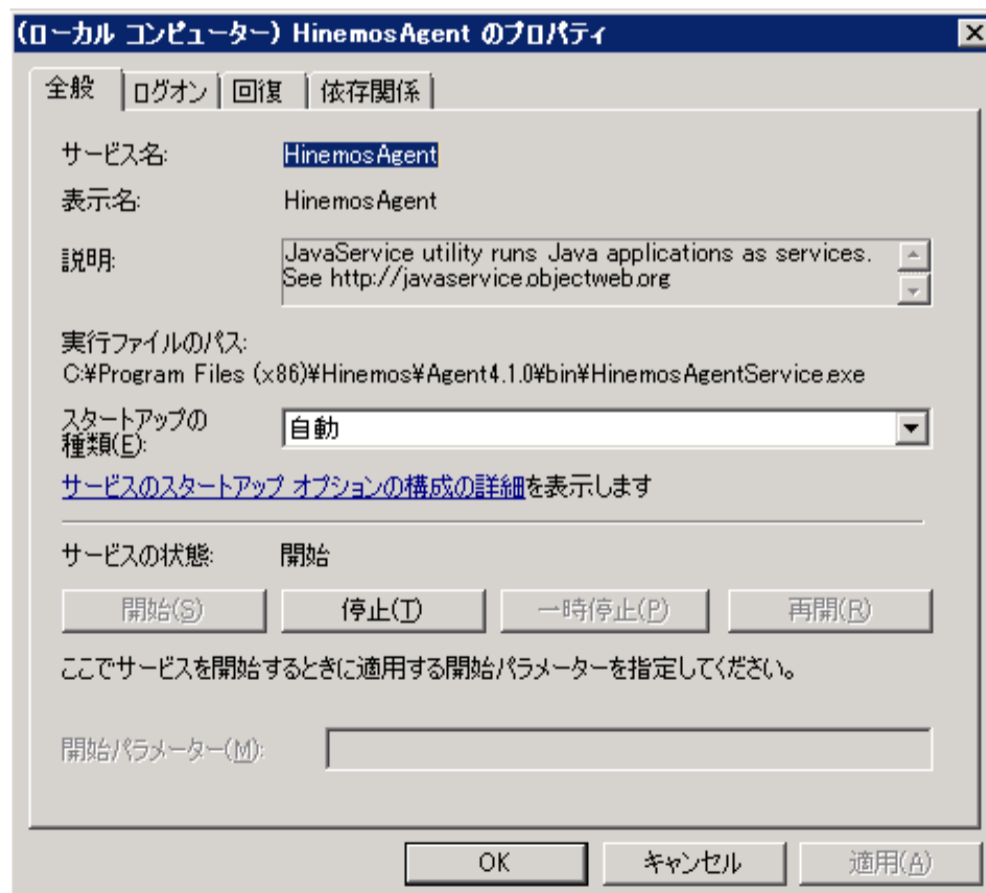 (ローカル コンピューター) HinemosAgent のプロパティ
全般 ログオン 回復 依存関係
サービス名: HinemosAgent
表示名: HinemosAgent
説明: JavaService utility runs Java applications as services.
See http://javaservice.objectweb.org
実行ファイルのパス:
C:¥Program Files (x86)¥Hinemos¥Agent4.1.0¥bin¥HinemosAgentService.exe
スタートアップの
種類(E): 自動
サービスのスタートアップ オプションの構成の詳細を表示します
サービスの状態: 開始
開始(S) 停止(T) 一時停止(P) 再開(R)
ここでサービスを開始するときに適用する開始パラメーターを指定してください。
開始パラメーター(M):
OK キャンセル 適用(A)